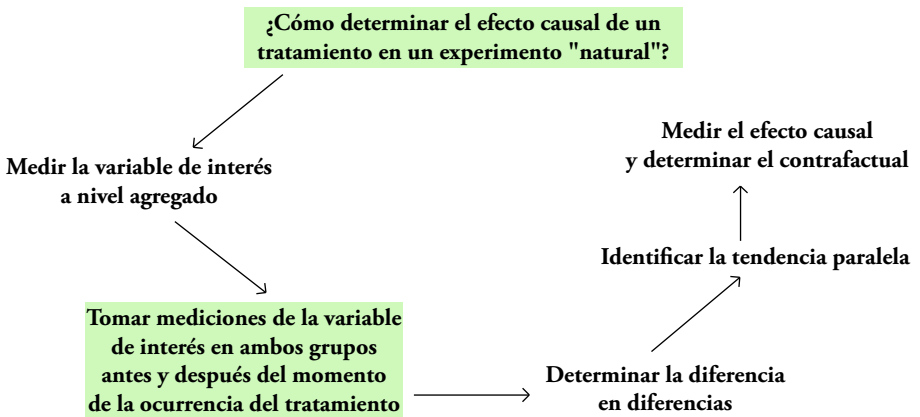 ¿Cómo determinar el efecto causal de un
tratamiento en un experimento "natural"?
Medir la variable de interés
a nivel agregado
Tomar mediciones de la variable
de interés en ambos grupos
antes y después del momento
de la ocurrencia del tratamiento
Determinar la diferencia
en diferencias
Identificar la tendencia paralela
Medir el efecto causal
y determinar el contrafactual